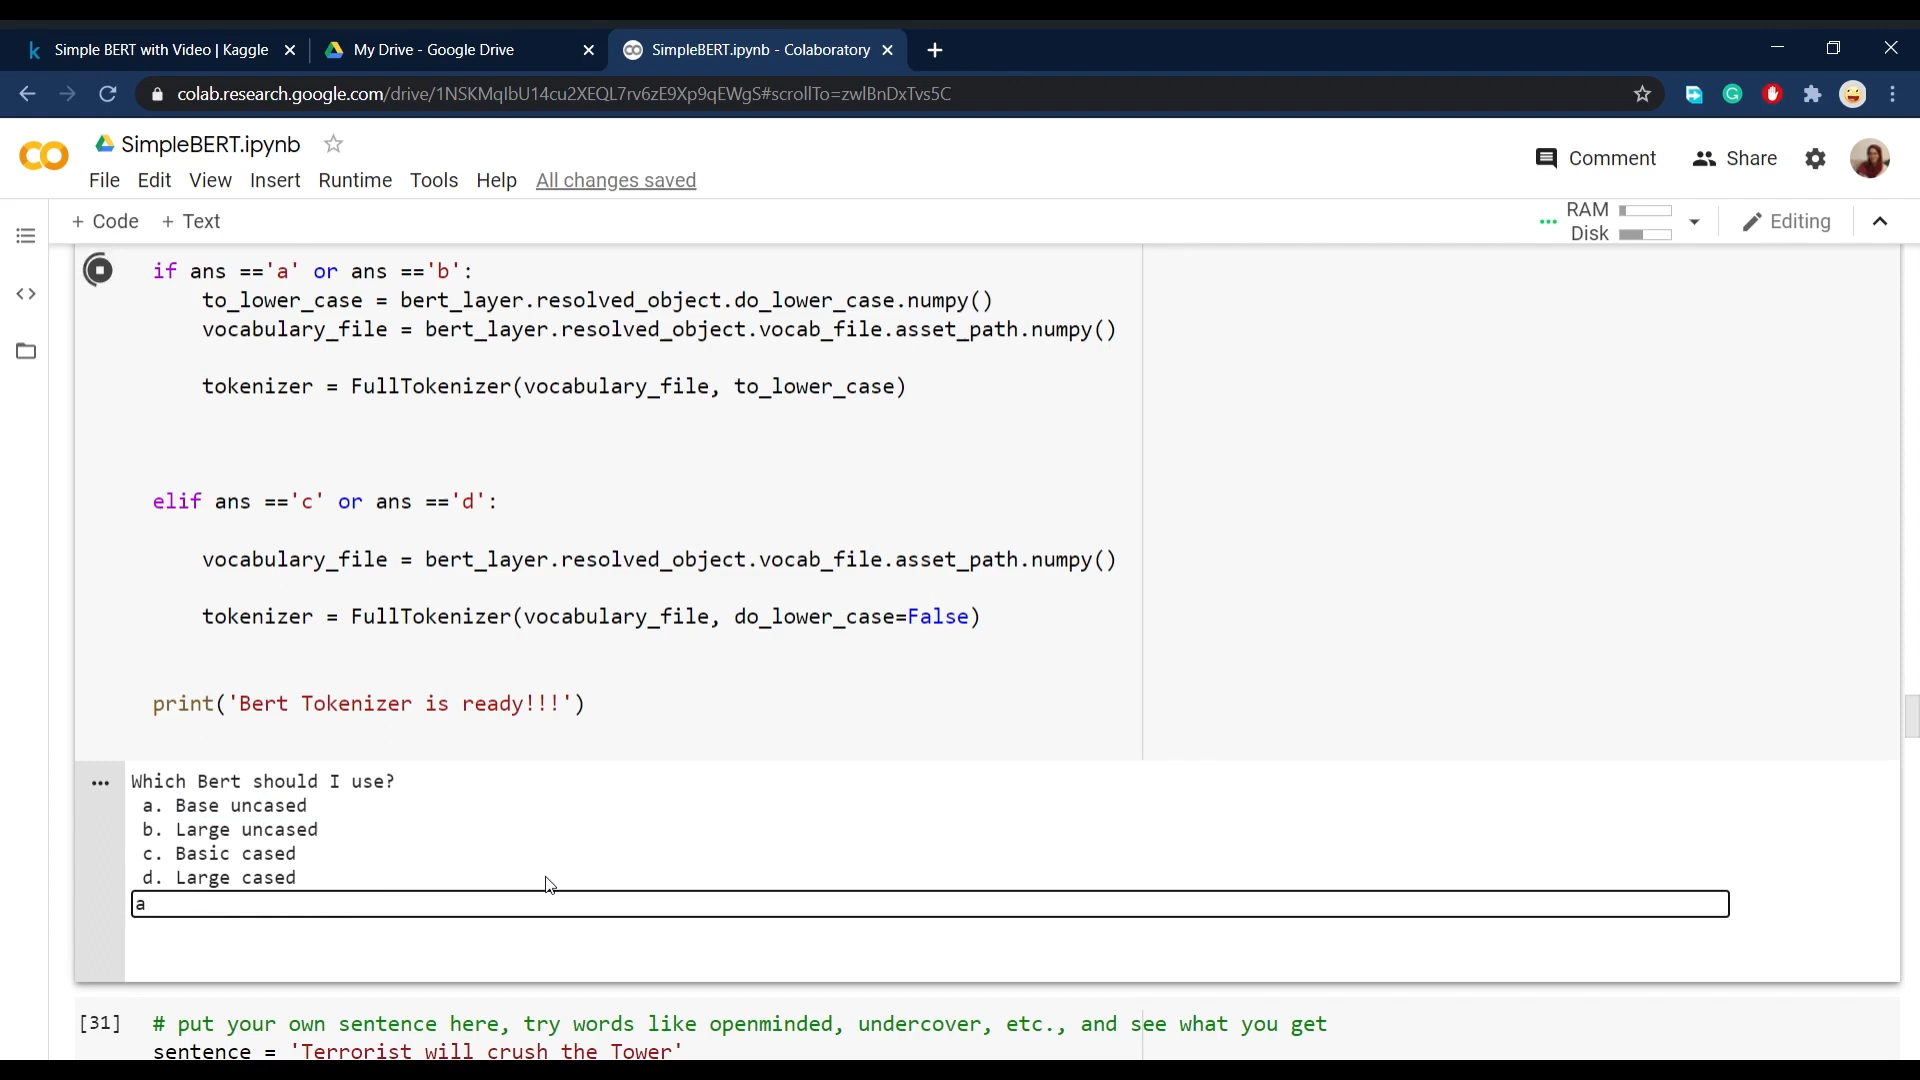 Simple BERT with Video | Kaggle
My Drive - Google Drive
SimpleBERT.ipynb - Colaboratory
colab.research.google.com/drive/1NSKMqIbU14cu2XEQL7rv6zE9Xp9qEWgS#scrollTo=zwlBnDxTvs5C
SimpleBERT.ipynb
Comment
Share
File Edit View Insert Runtime Tools Help All changes saved
+ Code + Text
RAM
Disk
Editing
if ans =='a' or ans =='b':
to_lower_case = bert_layer.resolved_object.do_lower_case.numpy()
vocabulary_file = bert_layer.resolved_object.vocab_file.asset_path.numpy()
tokenizer = FullTokenizer(vocabulary_file, to_lower_case)
elif ans =='c' or ans =='d':
vocabulary_file = bert_layer.resolved_object.vocab_file.asset_path.numpy()
tokenizer = FullTokenizer(vocabulary_file, do_lower_case=False)
print('Bert Tokenizer is ready!!!')
Which Bert should I use?
a. Base uncased
b. Large uncased
c. Basic cased
d. Large cased
a
[31] # put your own sentence here, try words like openminded, undercover, etc., and see what you get
sentence = 'Terrorist will crush the Tower'